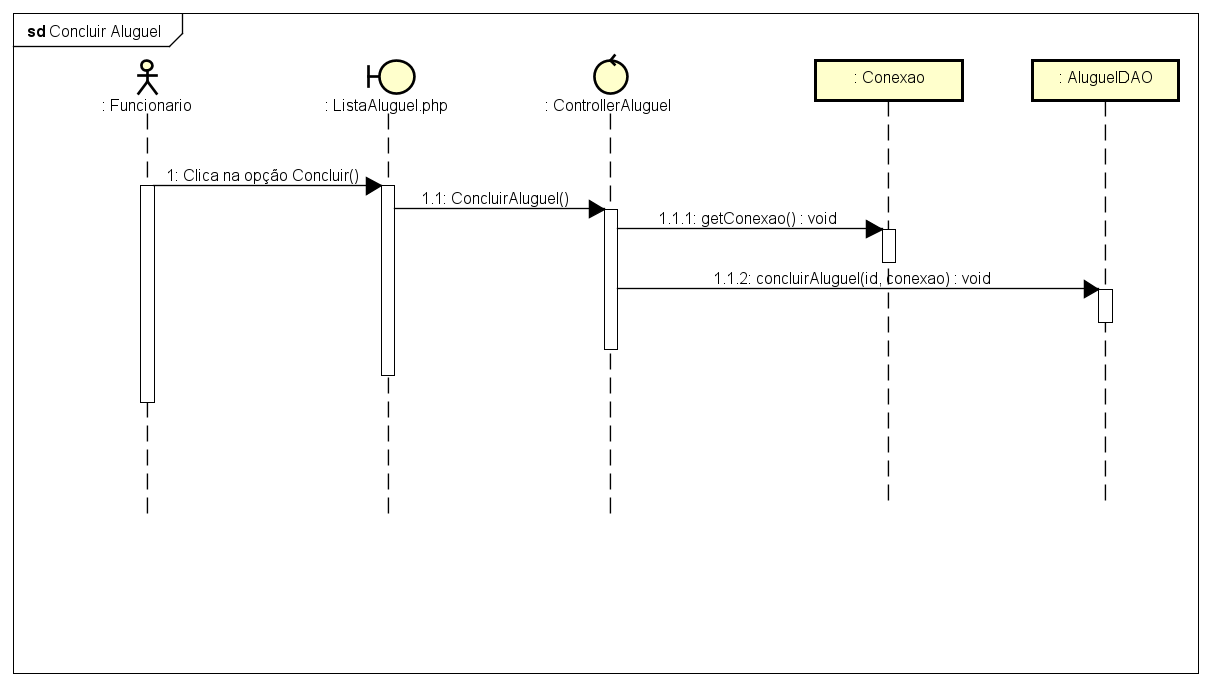 sd Concluir Aluguel
: Funcionario
: ListaAluguel.php
: ControllerAluguel
: Conexao
: AluguelDAO
1: Clica na opção Concluir()
1.1: ConcluirAluguel()
1.1.1: getConexao() : void
1.1.2: concluirAluguel(id, conexao) : void